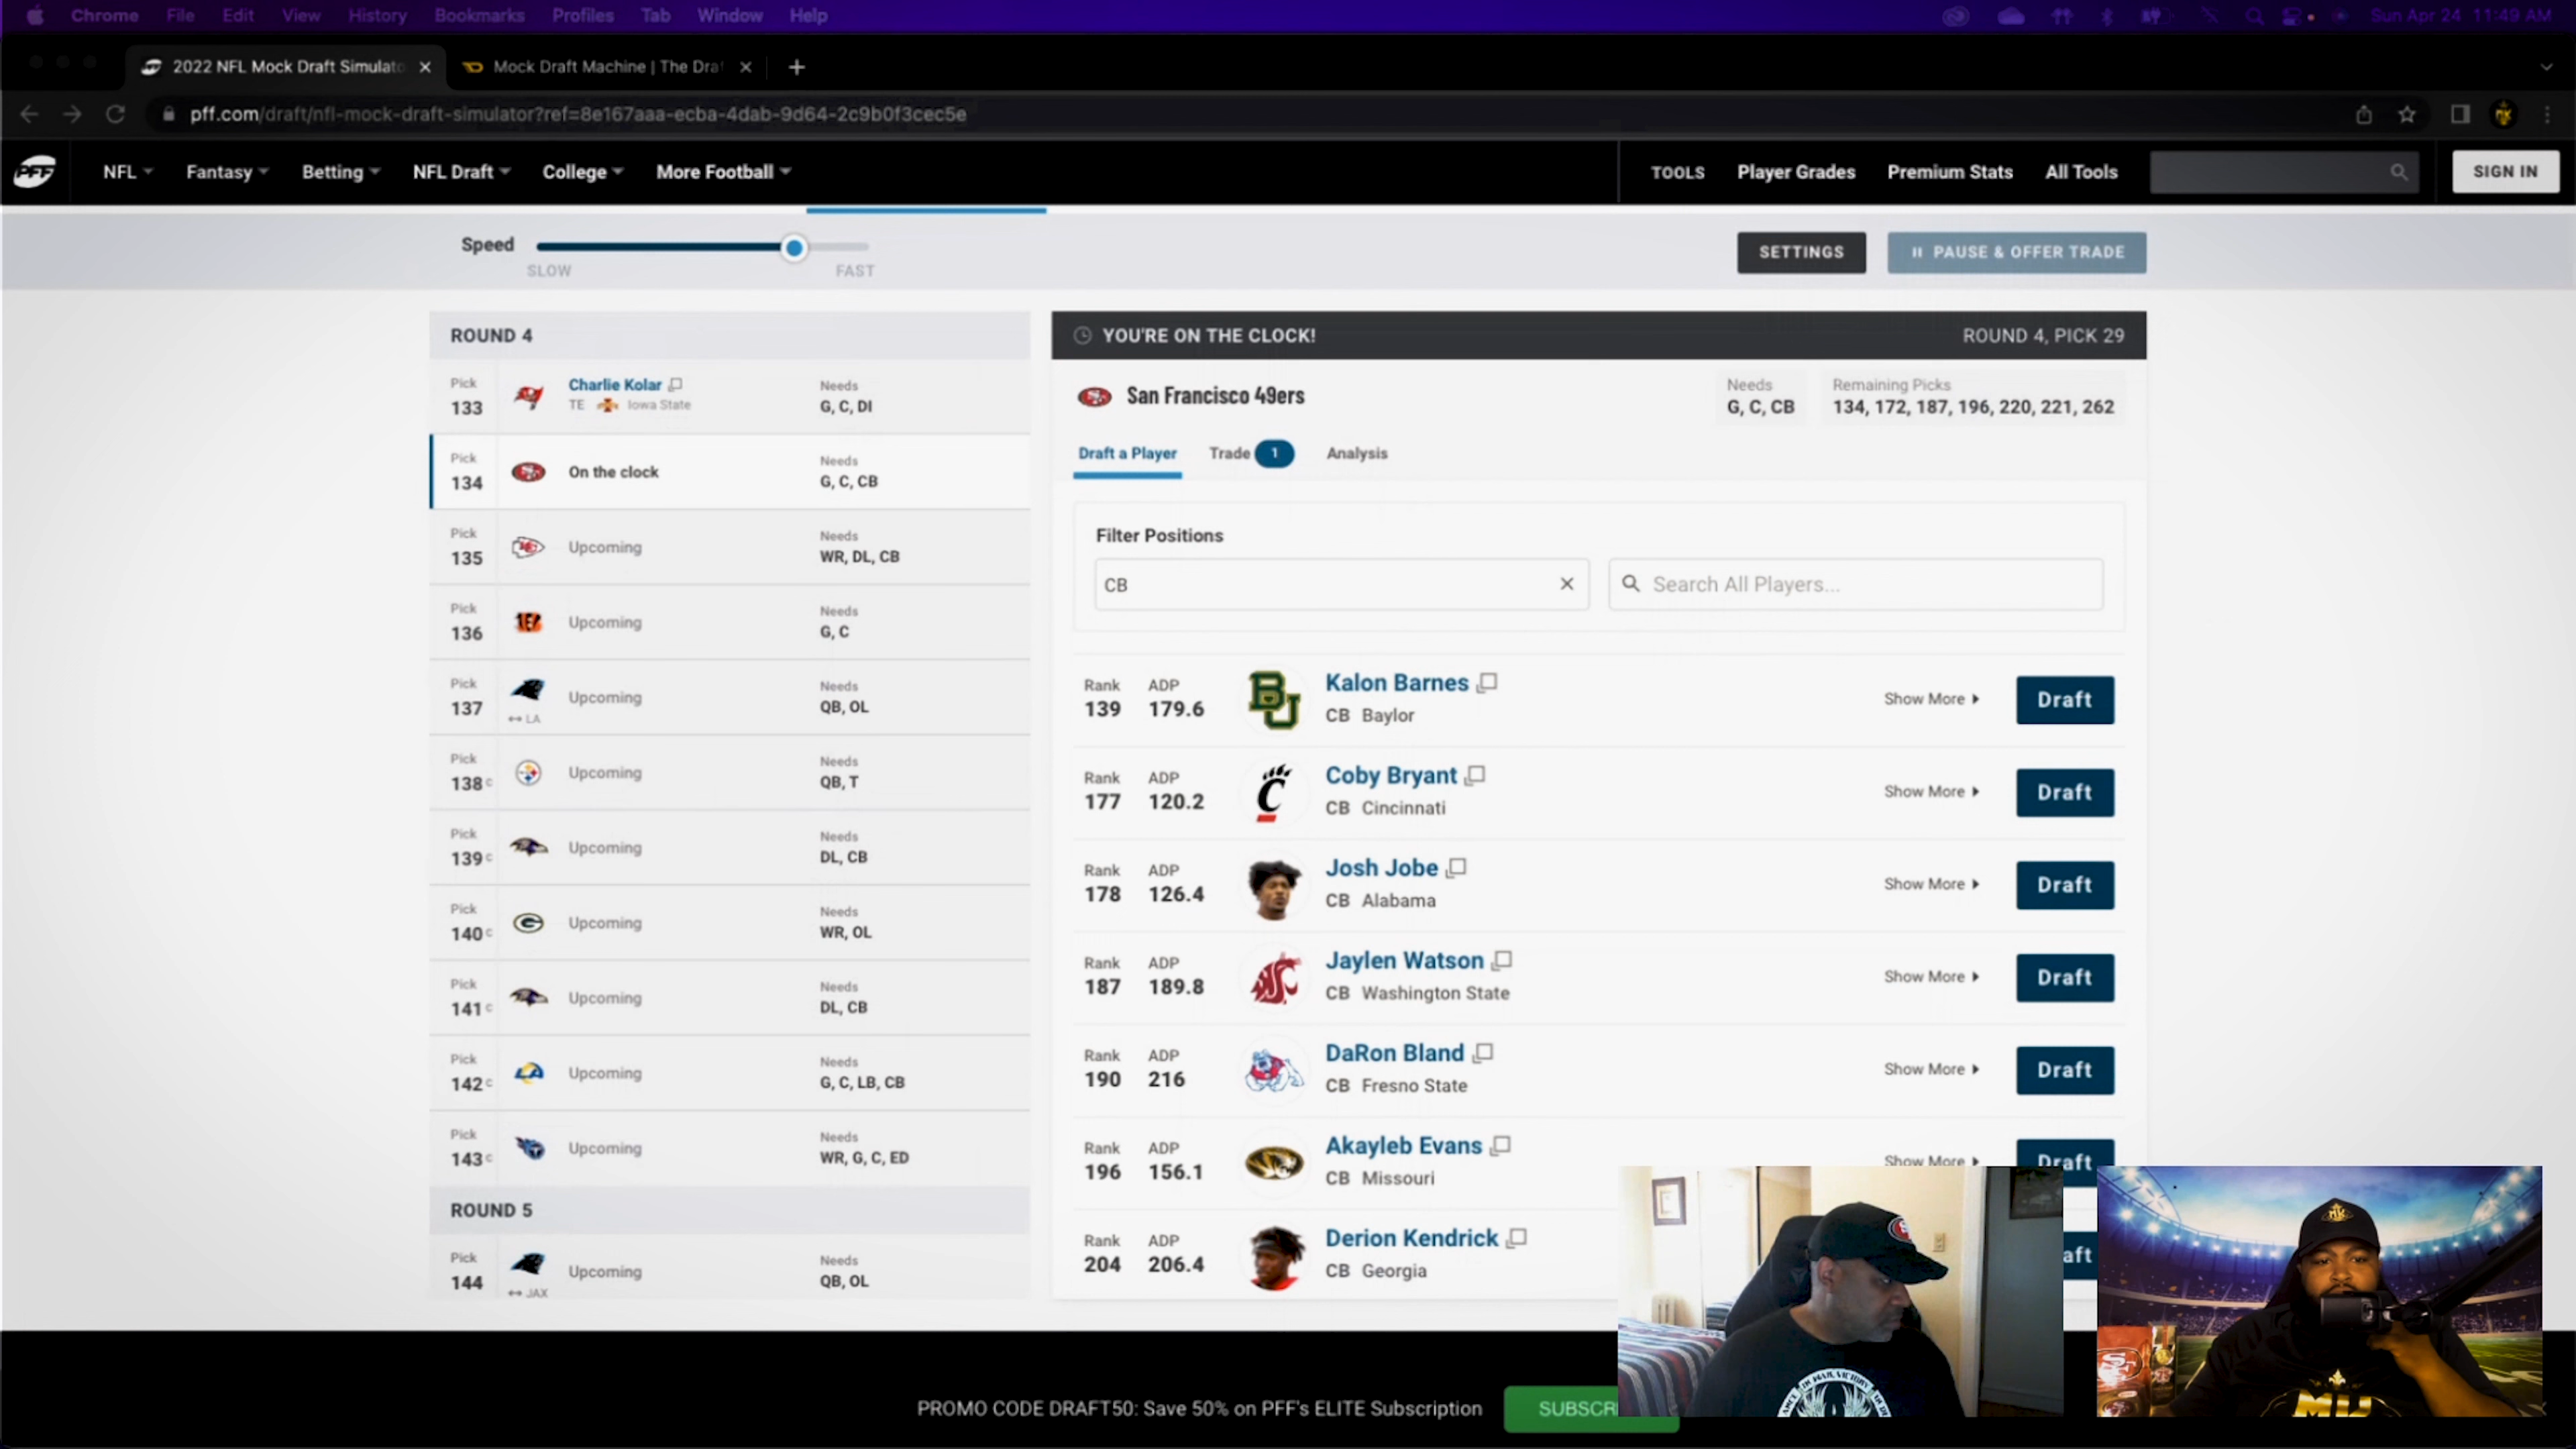 Chrome File Edit View History Bookmarks Profiles Tab Window Help Sun Apr 24 11:49 AM
2022 NFL Mock Draft Simulato
Mock Draft Machine | The Dra
pff.com/draft/nfl-mock-draft-simulator?ref=8e167aaa-ecba-4dab-9d64-2c9b0f3cec5e
PFF NFL Fantasy Betting NFL Draft College More Football TOOLS Player Grades Premium Stats All Tools SIGN IN
Speed
SLOW FAST
SETTINGS
PAUSE & OFFER TRADE
ROUND 4
Pick 133
Charlie Kolar
TE Iowa State
Needs
G, C, DI
Pick 134
On the clock
Needs
G, C, CB
Pick 135
Upcoming
Needs
WR, DL, CB
Pick 136
Upcoming
Needs
G, C
Pick 137
LA
Upcoming
Needs
QB, OL
Pick 138 C
Upcoming
Needs
QB, T
Pick 139 C
Upcoming
Needs
DL, CB
Pick 140 C
Upcoming
Needs
WR, OL
Pick 141 C
Upcoming
Needs
DL, CB
Pick 142 C
Upcoming
Needs
G, C, LB, CB
Pick 143 C
Upcoming
Needs
WR, G, C, ED
ROUND 5
Pick 144
JAX
Upcoming
Needs
QB, OL
YOU'RE ON THE CLOCK!
ROUND 4, PICK 29
San Francisco 49ers
Needs
G, C, CB
Remaining Picks
134, 172, 187, 196, 220, 221, 262
Draft a Player
Trade 1
Analysis
Filter Positions
CB
Search All Players...
Rank ADP
139 179.6
Kalon Barnes
CB Baylor
Show More
Draft
Rank ADP
177 120.2
Coby Bryant
CB Cincinnati
Show More
Draft
Rank ADP
178 126.4
Josh Jobe
CB Alabama
Show More
Draft
Rank ADP
187 189.8
Jaylen Watson
CB Washington State
Show More
Draft
Rank ADP
190 216
DaRon Bland
CB Fresno State
Show More
Draft
Rank ADP
196 156.1
Akayleb Evans
CB Missouri
Show More
Draft
Rank ADP
204 206.4
Derion Kendrick
CB Georgia
aft
PROMO CODE DRAFT50: Save 50% on PFF's ELITE Subscription
SUBSCR